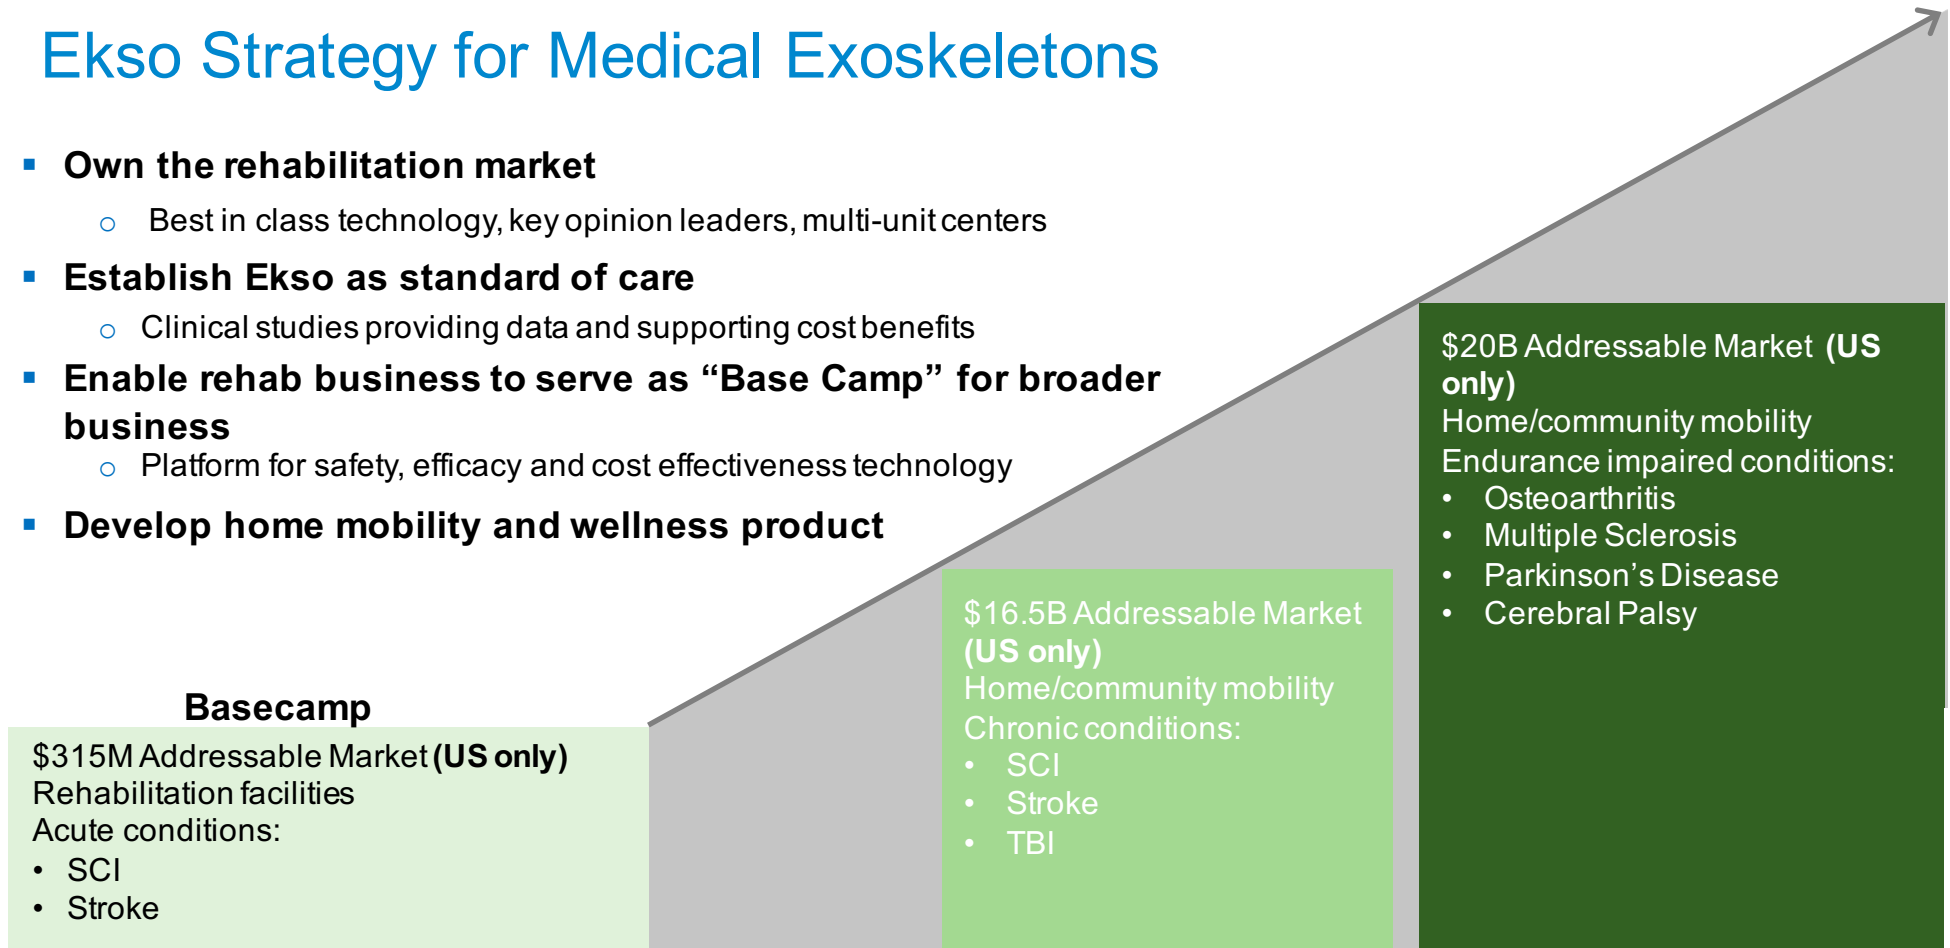 Ekso Strategy for Medical Exoskeletons
▪ Own the rehabilitation market
o Best in class technology, key opinion leaders, multi-unit centers
▪ Establish Ekso as standard of care
o Clinical studies providing data and supporting cost benefits
▪ Enable rehab business to serve as “Base Camp” for broader
business
o Platform for safety, efficacy and cost effectiveness technology
▪ Develop home mobility and wellness product
Basecamp
$315M Addressable Market (US only)
Rehabilitation facilities
Acute conditions:
• SCI
• Stroke
$16.5B Addressable Market
(US only)
Home/community mobility
Chronic conditions:
• SCI
• Stroke
• TBI
$20B Addressable Market (US
only)
Home/community mobility
Endurance impaired conditions:
• Osteoarthritis
• Multiple Sclerosis
• Parkinson’s Disease
• Cerebral Palsy